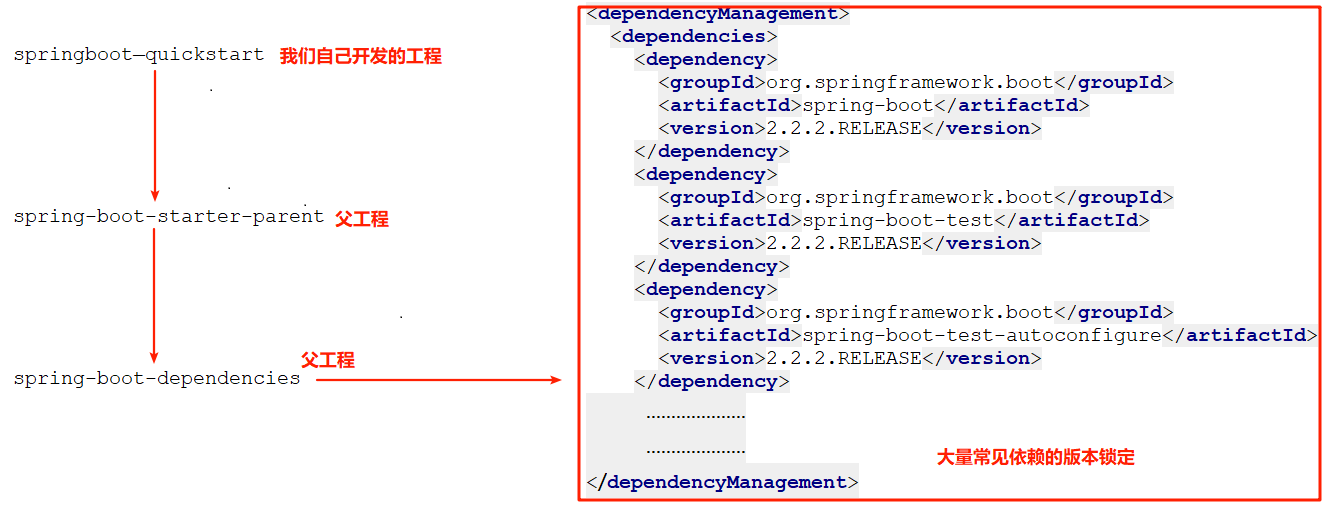 springboot—quickstart 我们自己开发的工程
spring-boot-starter-parent 父工程
父工程
spring-boot-dependencies
<dependencyManagement>
<dependencies>
<dependency>
<groupId>org.springframework.boot</groupId>
<artifactId>spring-boot</artifactId>
<version>2.2.2.RELEASE</version>
</dependency>
<dependency>
<groupId>org.springframework.boot</groupId>
<artifactId>spring-boot-test</artifactId>
<version>2.2.2.RELEASE</version>
</dependency>
<dependency>
<groupId>org.springframework.boot</groupId>
<artifactId>spring-boot-test-autoconfigure</artifactId>
<version>2.2.2.RELEASE</version>
</dependency>
....................
....................
大量常见依赖的版本锁定
</dependencyManagement>